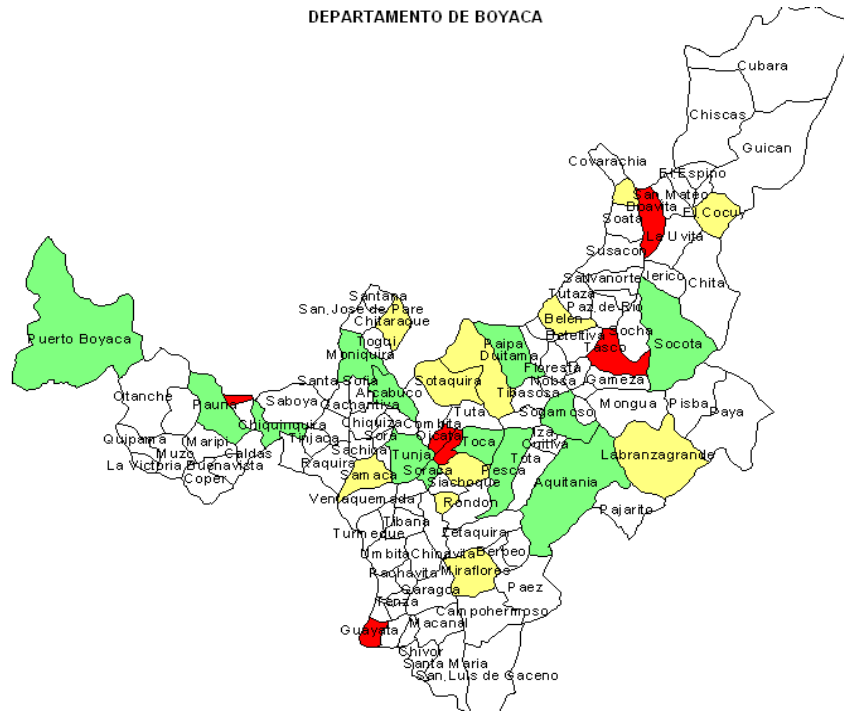 DEPARTAMENTO DE BOYACA
Cubara
Chiscas
Guican
Covarachia
El Espino
San Mateo
Boavita
El Cocuy
Soata
La Uvita
Susacon
Sativanorte
Jerico
Chita
Tutaza
Paz de Rio
Santana
San Jose de Pare
Chitaraque
Belen
Socha
Beteitiva
Tasco
Socota
Puerto Boyaca
Togui
Moniquira
Paipa
Duitama
Floresta
Nobsa
Gameza
Santa Sofia
Sotaquira
Otanche
Saboya
Arcabuco
Tibasosa
Mongua
Pisba
Paya
Pauna
Gachantiva
Sogamoso
Chiquinquira
Chiquiza
Combita
Tuta
Tinjaca
Sora
Oicata
Iza
Cuitiva
Quipama
Maripi
Muzo
Caldas
Sachica
Tunja
Toca
Tota
Labranzagrande
La Victoria
Buenavista
Raquira
Soraca
Pesca
Coper
Samaca
Siachoque
Aquitania
Ventaquemada
Rondon
Pajarito
Tibana
Turmeque
Zetaquira
Umbita
Chinavita
Berbeo
Pachavita
Miraflores
Garagoa
Paez
Tenza
Campohermoso
Macanal
Guayata
Chivor
Santa Maria
San Luis de Gaceno